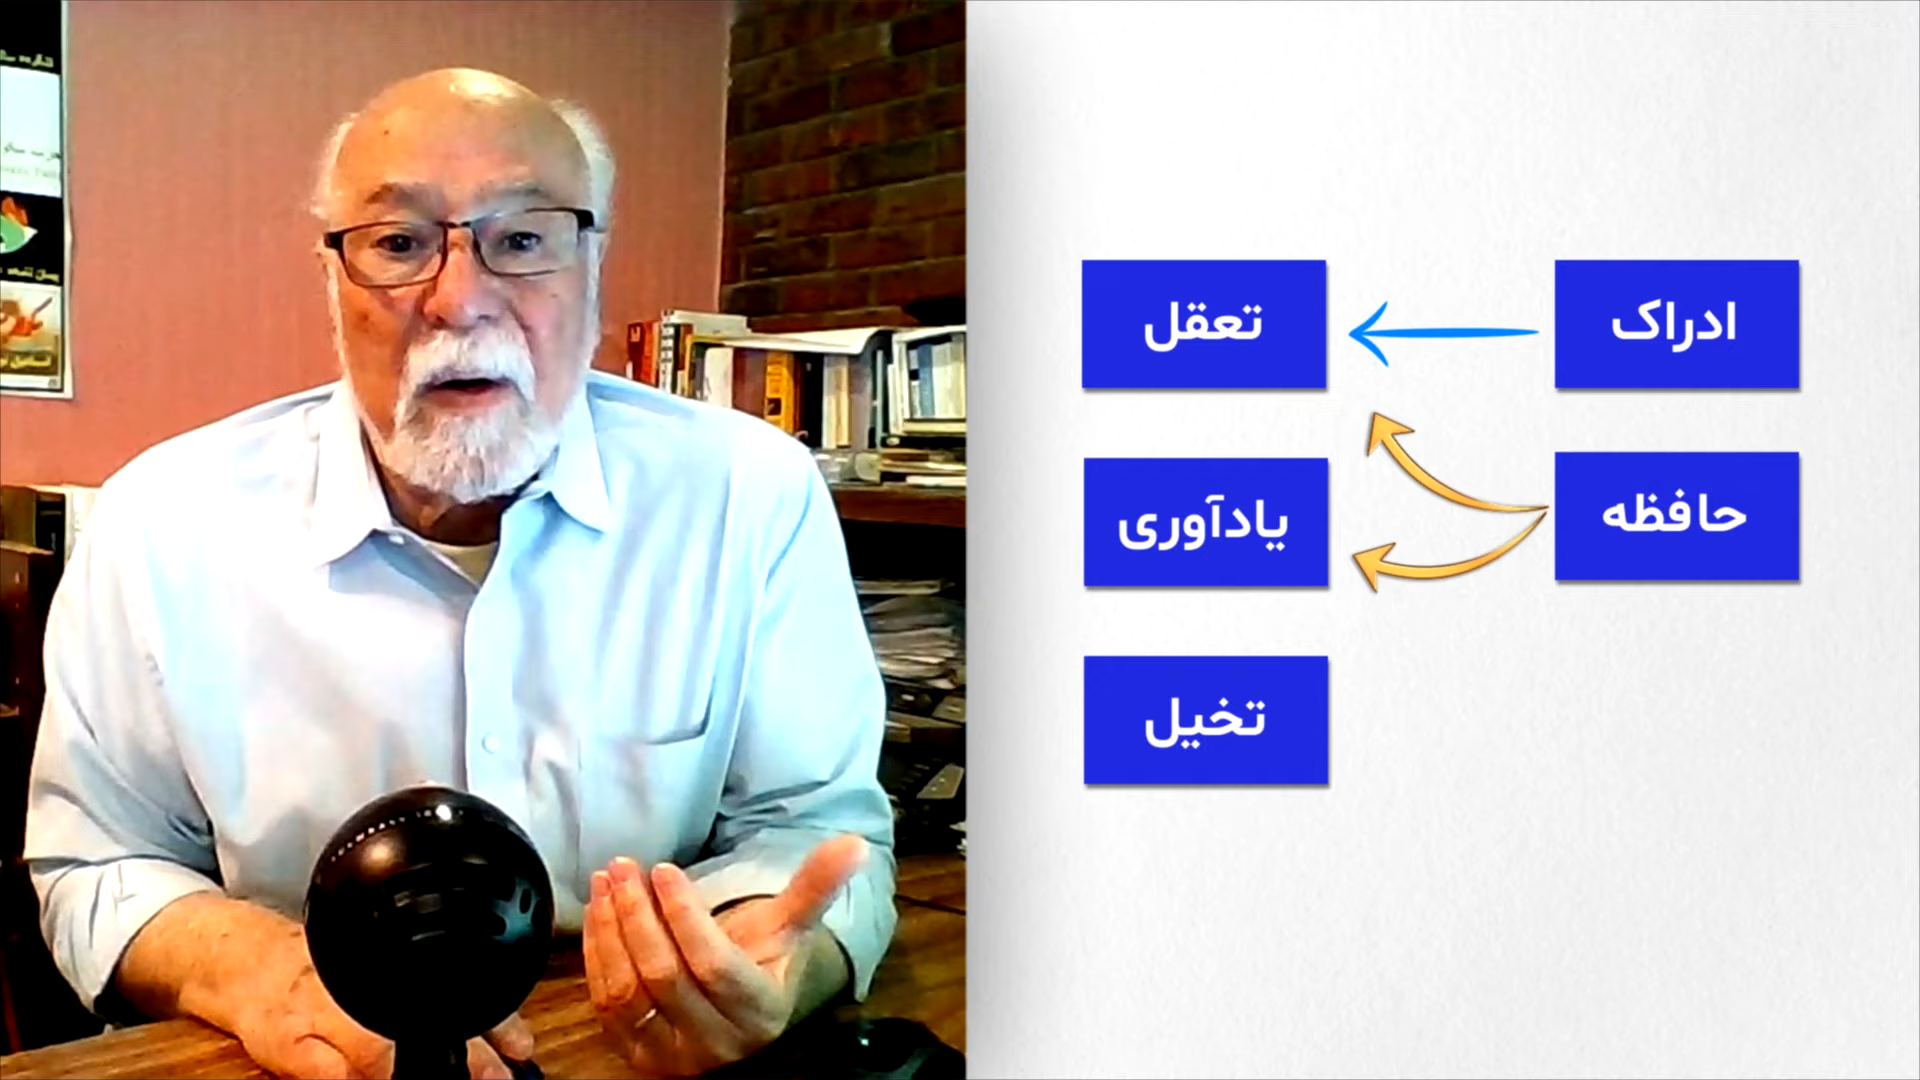 ادراک
تعقل
حافظه
یادآوری
تخیل